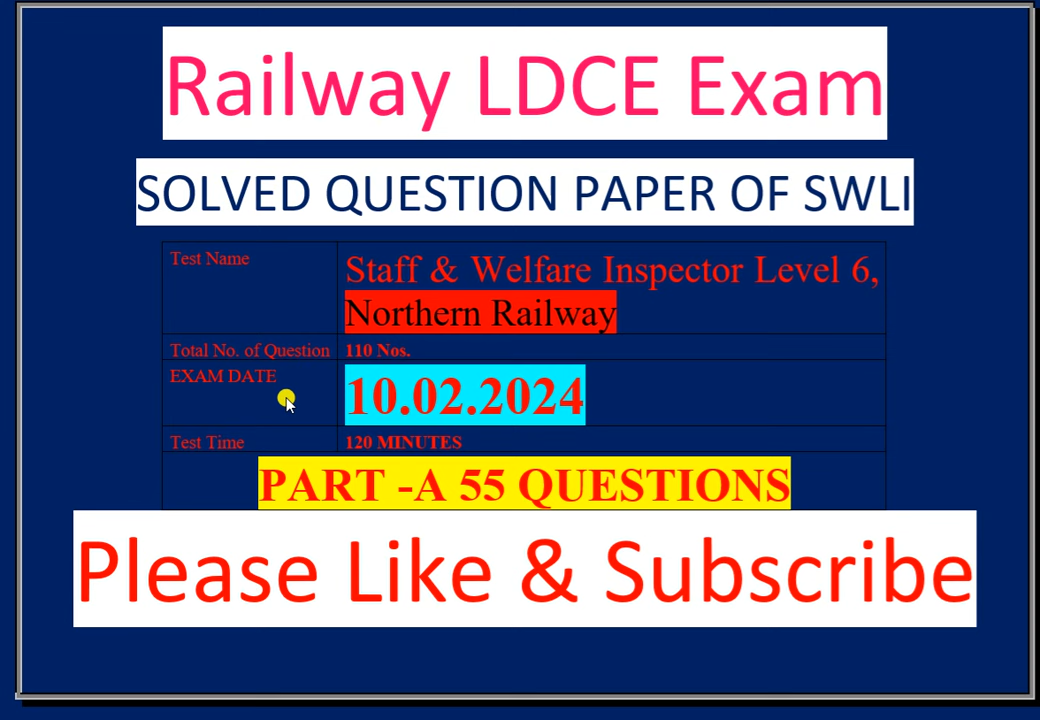 Railway LDCE Exam
SOLVED QUESTION PAPER OF SWLI
Test Name
Staff & Welfare Inspector Level 6,
Northern Railway
Total No. of Question 110 Nos.
EXAM DATE
10.02.2024
Test Time 120 MINUTES
PART -A 55 QUESTIONS
Please Like & Subscribe